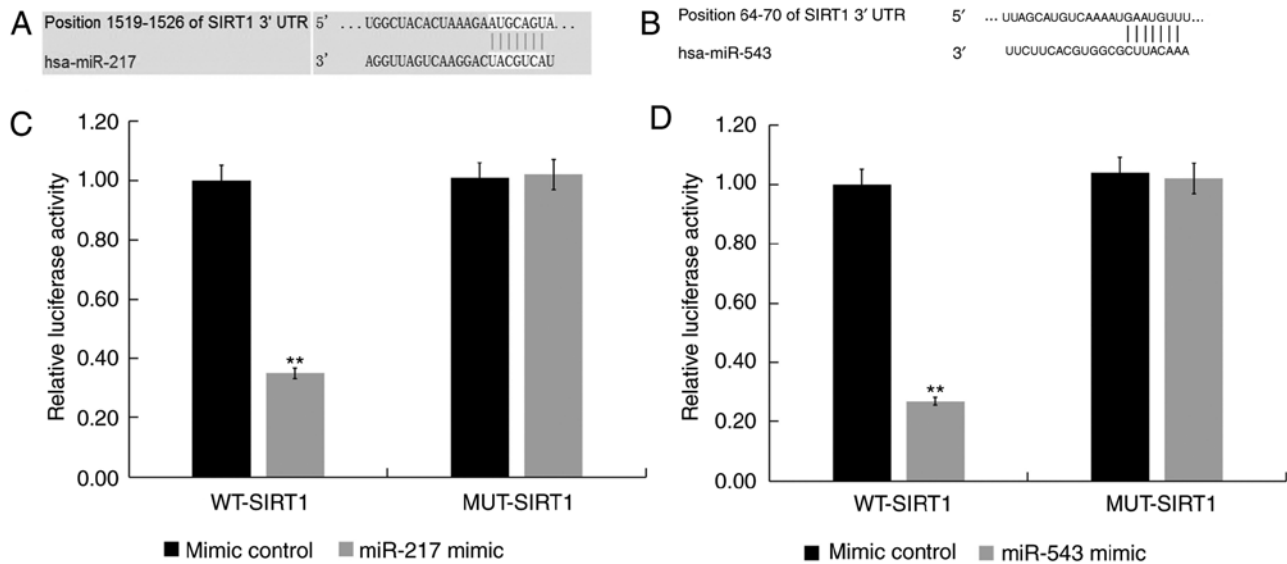 A
Position 1519-1526 of SIRT1 3' UTR 5' ...UGGCUACACUAAAGAAUGCAGUA...
hsa-miR-217 3' AGGUUAGUCAAGGACUACGUCAU
B
Position 64-70 of SIRT1 3' UTR 5' ... UUAGCAUGUCAAAAUGAAUGUUU...
hsa-miR-543 3' UUCUUCACGUGGCGCUUACAAA
C
Relative luciferase activity
1.20
1.00
0.80
0.60
0.40
0.20
0.00
**
WT-SIRT1 MUT-SIRT1
Mimic control miR-217 mimic
D
Relative luciferase activity
1.20
1.00
0.80
0.60
0.40
0.20
0.00
**
WT-SIRT1 MUT-SIRT1
Mimic control miR-543 mimic